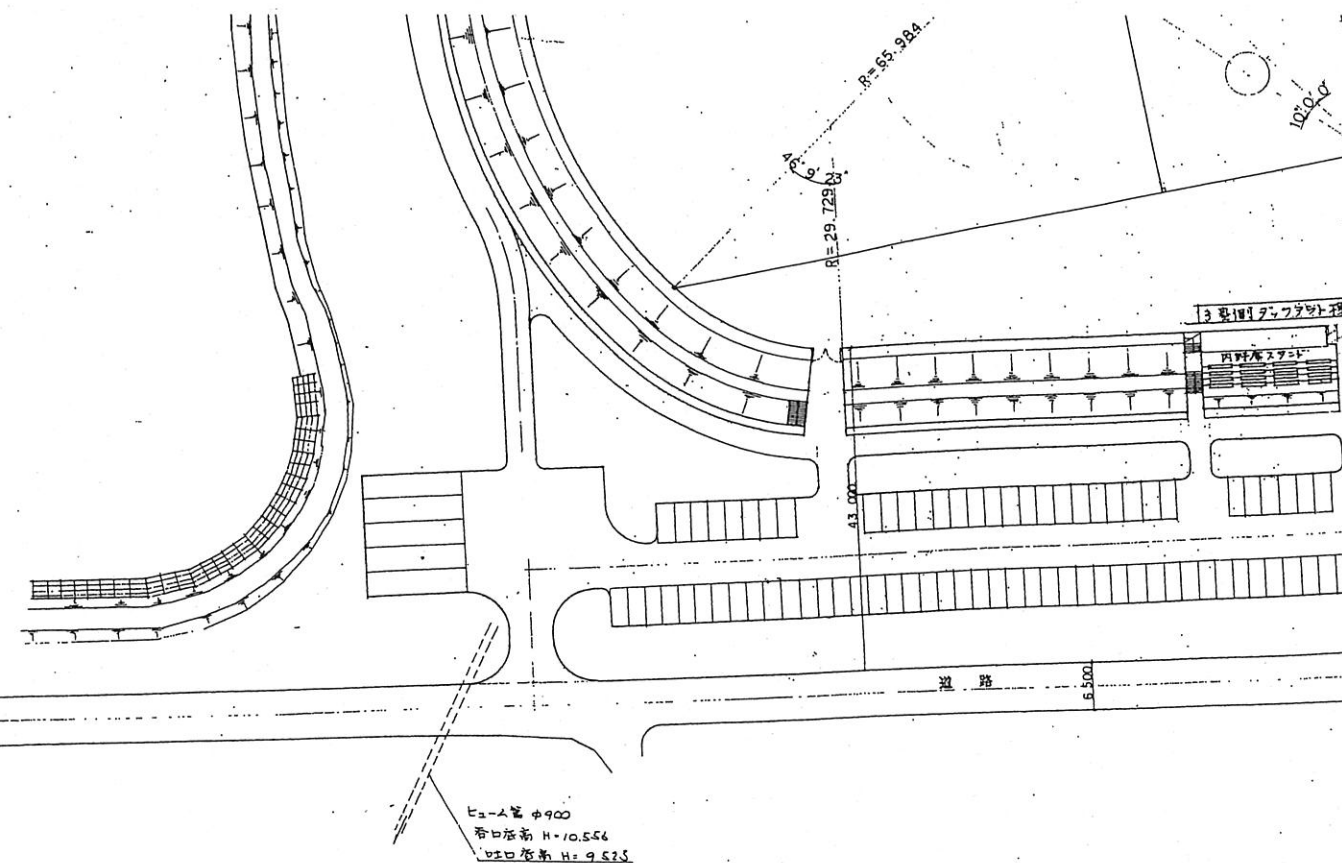 R=65.984
10°0'0"
46°9'23"
R=29.729
3塁側ダッグアウト
内野席スタンド
43.000
道路
6.500
ヒューム管 φ900
呑口底高 H=10.556
吐口底高 H=9.525